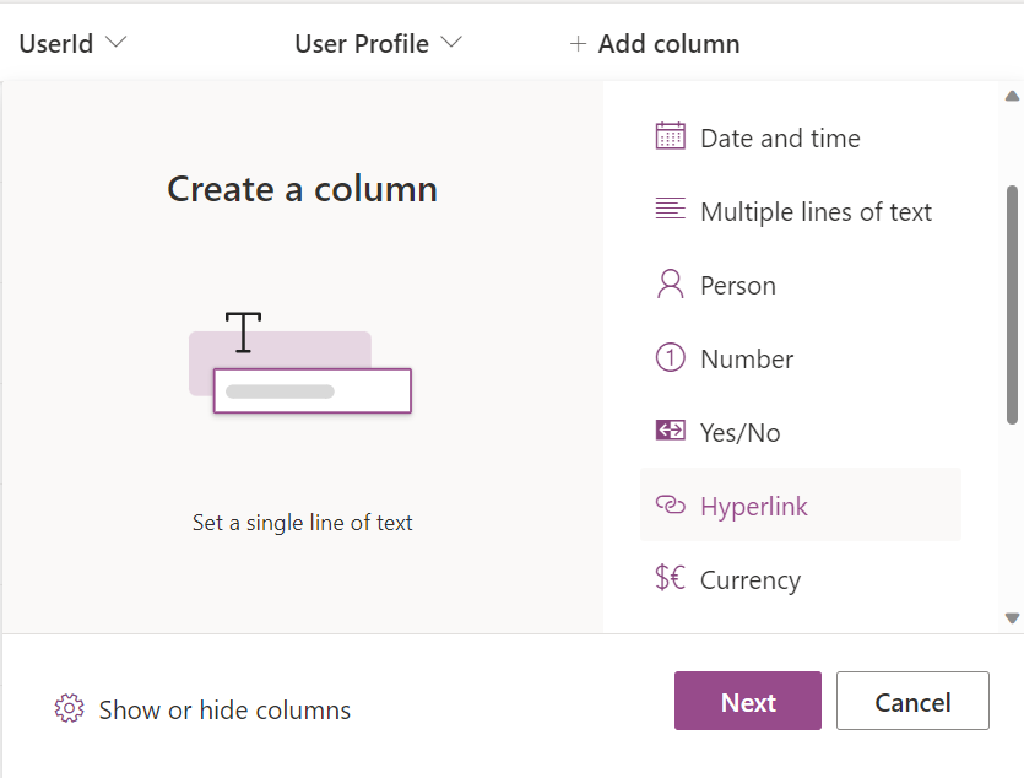 UserId User Profile + Add column
Create a column
Set a single line of text
Date and time
Multiple lines of text
Person
Number
Yes/No
Hyperlink
$€ Currency
Show or hide columns
Next Cancel